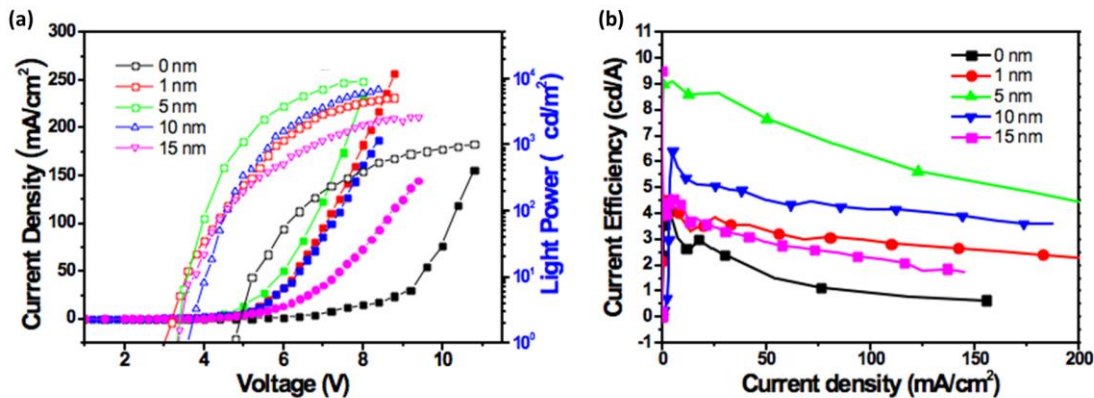 (a)
300
250
200
150
100
50
0
Current Density (mA/cm²)
0 nm
1 nm
5 nm
10 nm
15 nm
10⁴
10³
10²
10¹
10⁰
Light Power ( cd/m²)
2
4
6
8
10
Voltage (V)
(b)
11
10
9
8
7
6
5
4
3
2
1
0
-1
Current Efficiency (cd/A)
0 nm
1 nm
5 nm
10 nm
15 nm
0
50
100
150
200
Current density (mA/cm²)